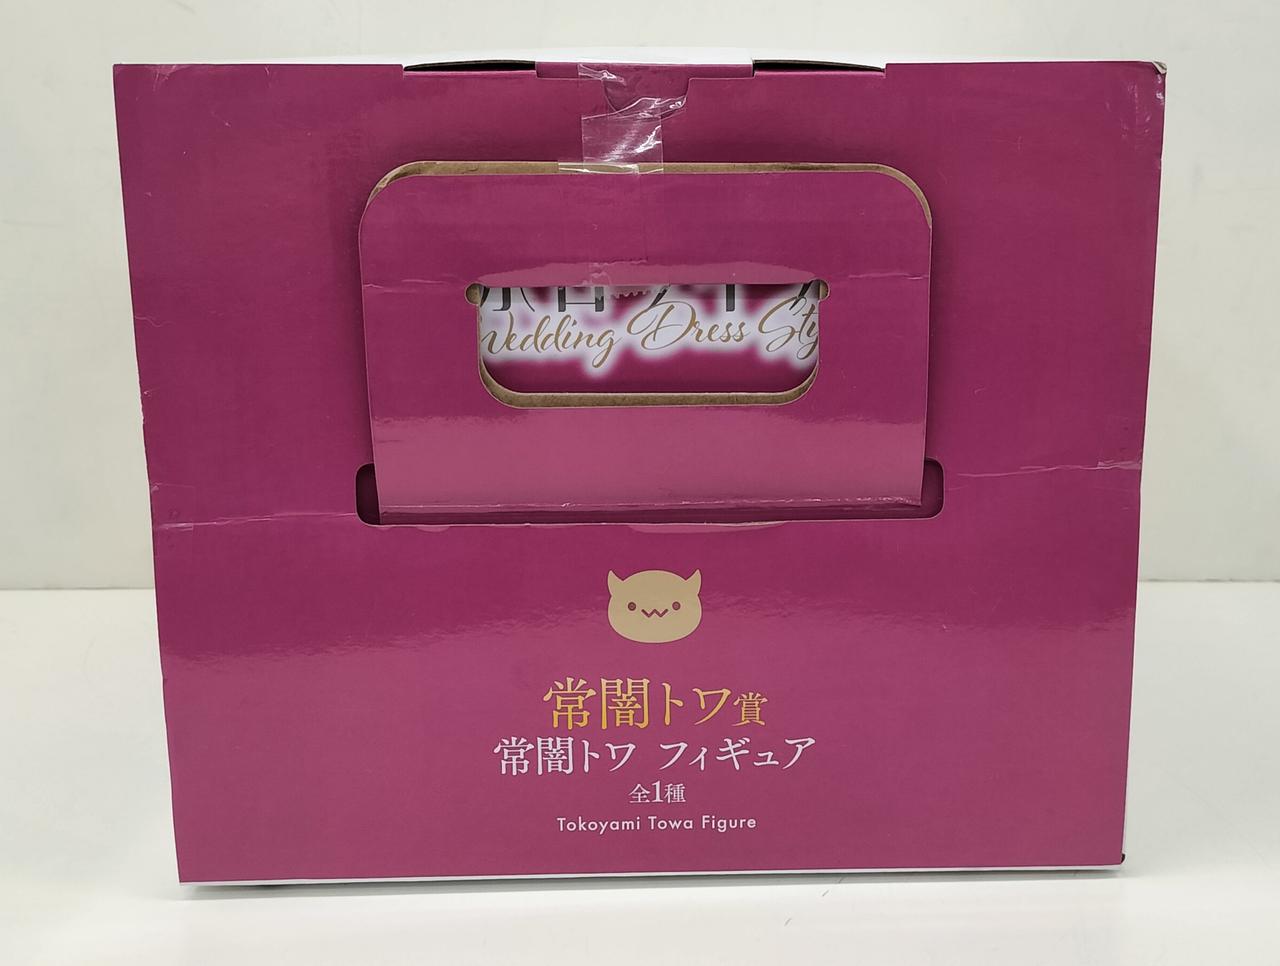 Wedding Dress Sty
常闇トワ賞
常闇トワ フィギュア
全1種
Tokoyami Towa Figure